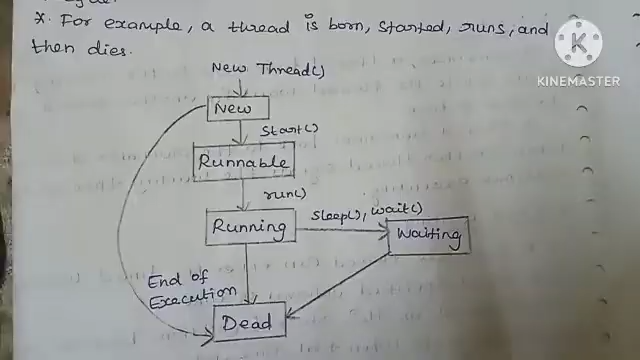 *. For example, a thread is born, started, runs, and
then dies.
New Thread()
New
Start()
Runnable
run()
Running
Sleep(), wait()
Waiting
End of
Execution
Dead
KINEMASTER